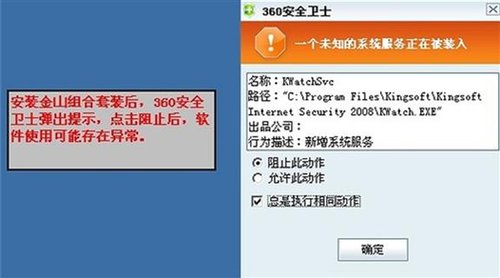 安装金山组合套装后，360安全
卫士弹出提示，点击阻止后，软
件使用可能存在异常。
360安全卫士
一个未知的系统服务正在被装入
名称：KWatchSvc
路径："C:\Program Files\Kingsoft\Kingsoft
Internet Security 2008\KWatch.EXE"
出品公司：
行为描述：新增系统服务
阻止此动作
允许此动作
总是执行相同动作
确定